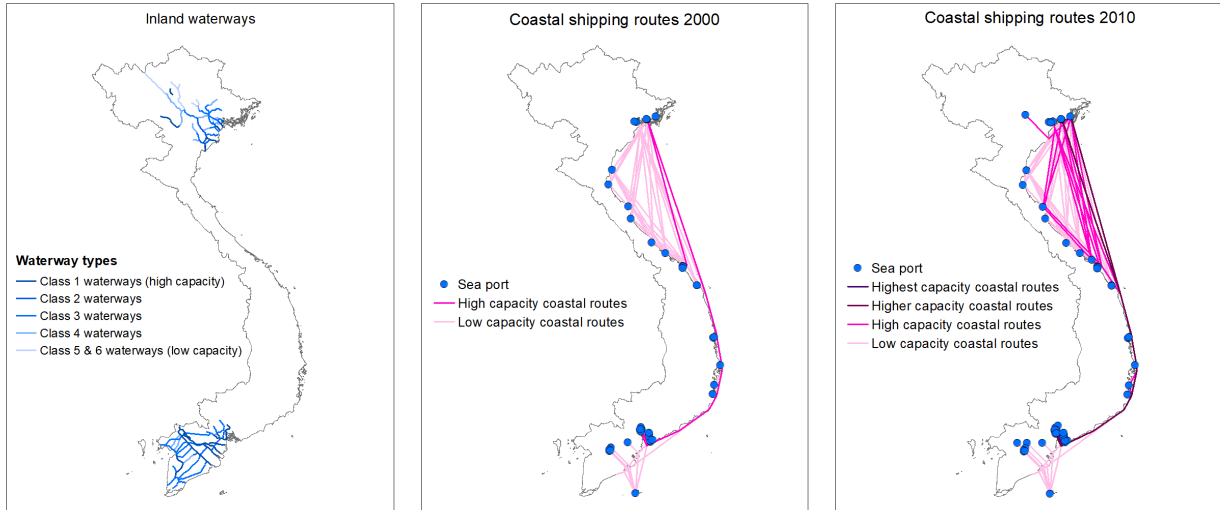 Inland waterways
Waterway types
Class 1 waterways (high capacity)
Class 2 waterways
Class 3 waterways
Class 4 waterways
Class 5 & 6 waterways (low capacity)
Coastal shipping routes 2000
Sea port
High capacity coastal routes
Low capacity coastal routes
Coastal shipping routes 2010
Sea port
Highest capacity coastal routes
Higher capacity coastal routes
High capacity coastal routes
Low capacity coastal routes